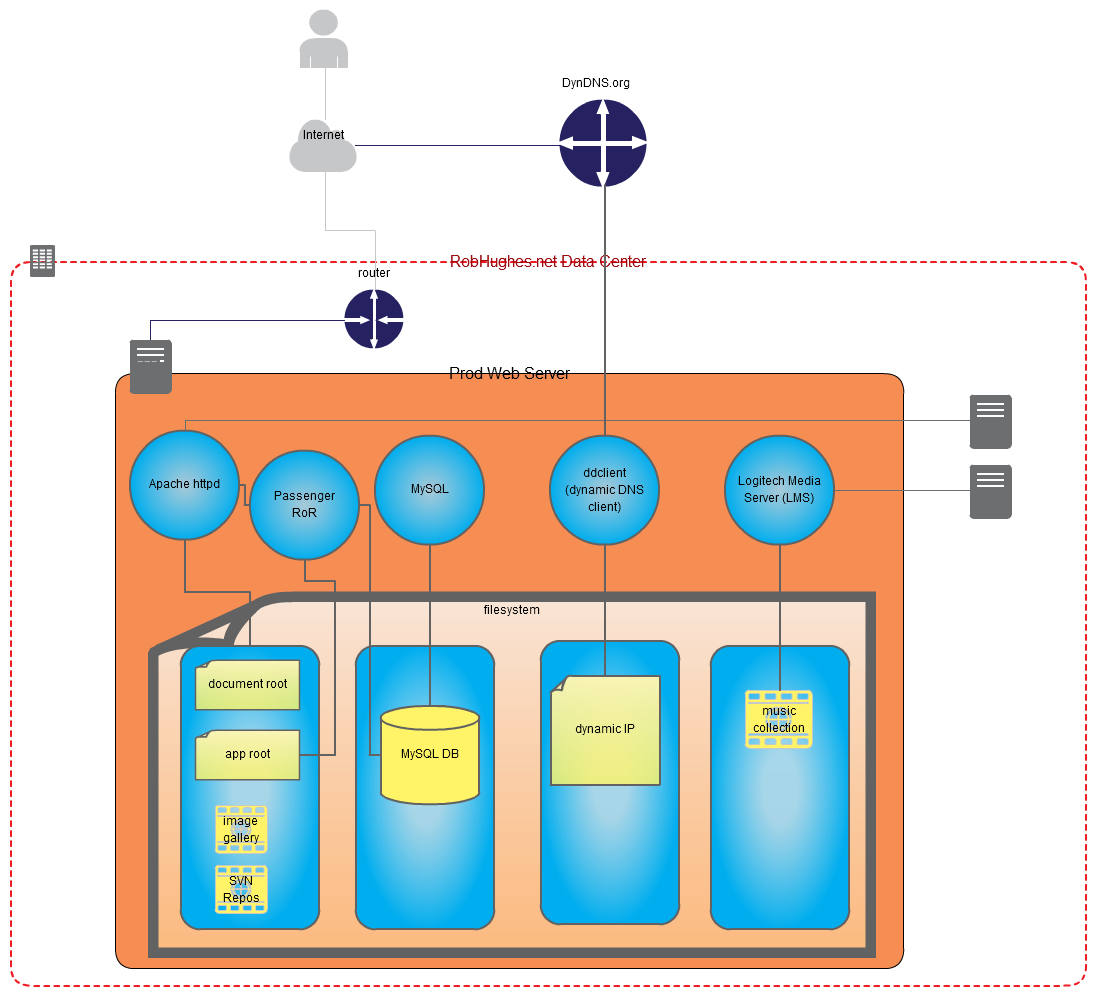 DynDNS.org
Internet
RobHughes.net Data Center
router
Prod Web Server
Apache httpd
Passenger
RoR
MySQL
ddclient
(dynamic DNS
client)
Logitech Media
Server (LMS)
filesystem
document root
app root
image
gallery
SVN
Repos
MySQL DB
dynamic IP
music
collection